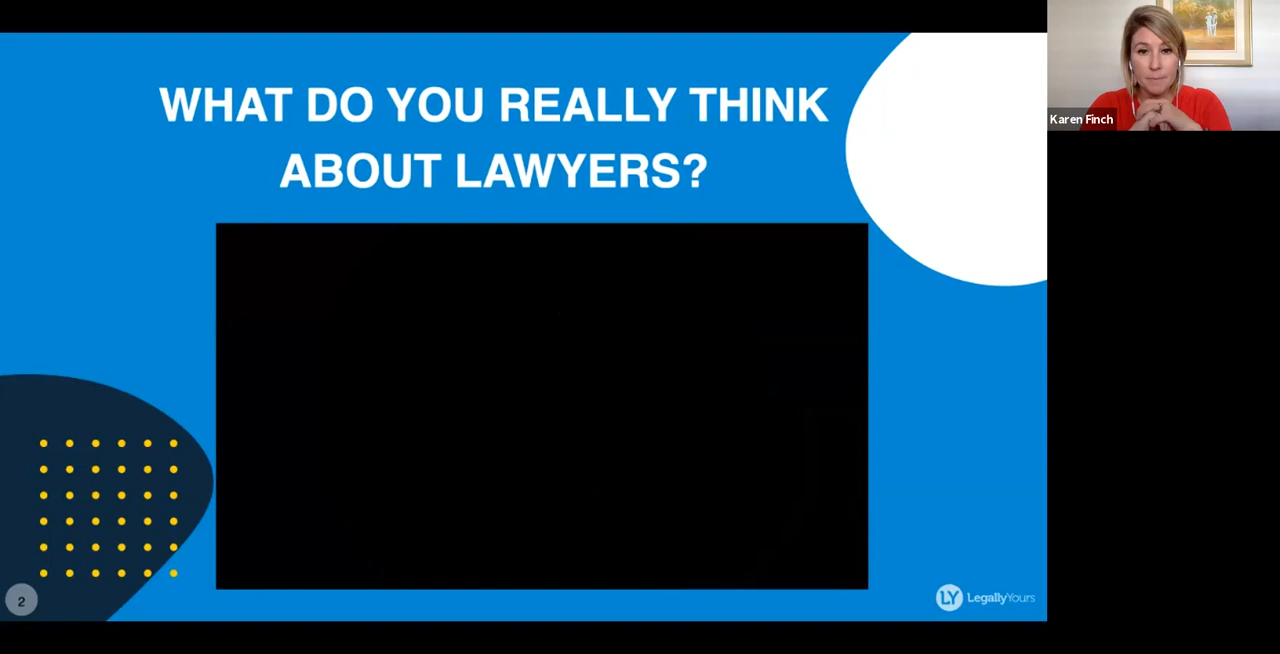 WHAT DO YOU REALLY THINK
ABOUT LAWYERS?
Karen Finch
2
LY LegallyYours